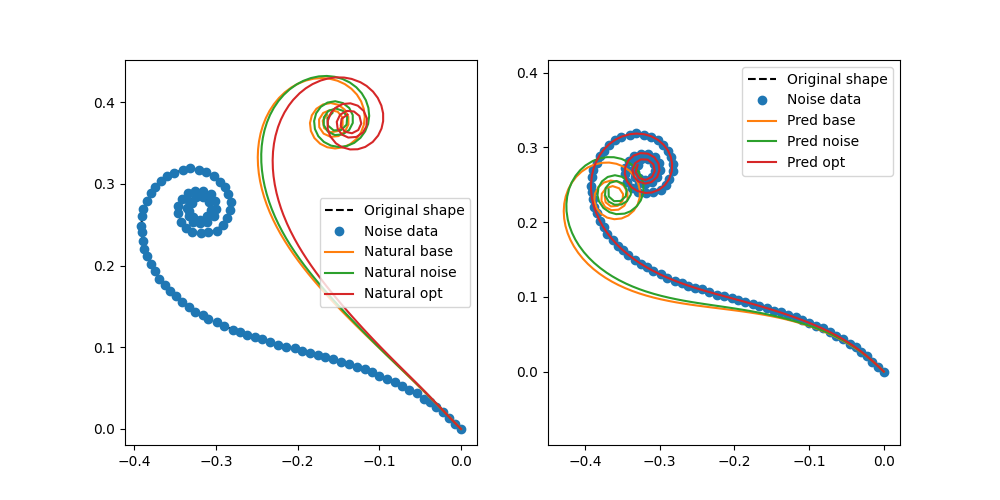 0.4
0.3
0.2
0.1
0.0
−0.4
−0.3
−0.2
−0.1
0.0
Original shape
Noise data
Natural base
Natural noise
Natural opt
0.4
0.3
0.2
0.1
0.0
−0.4
−0.3
−0.2
−0.1
0.0
Original shape
Noise data
Pred base
Pred noise
Pred opt